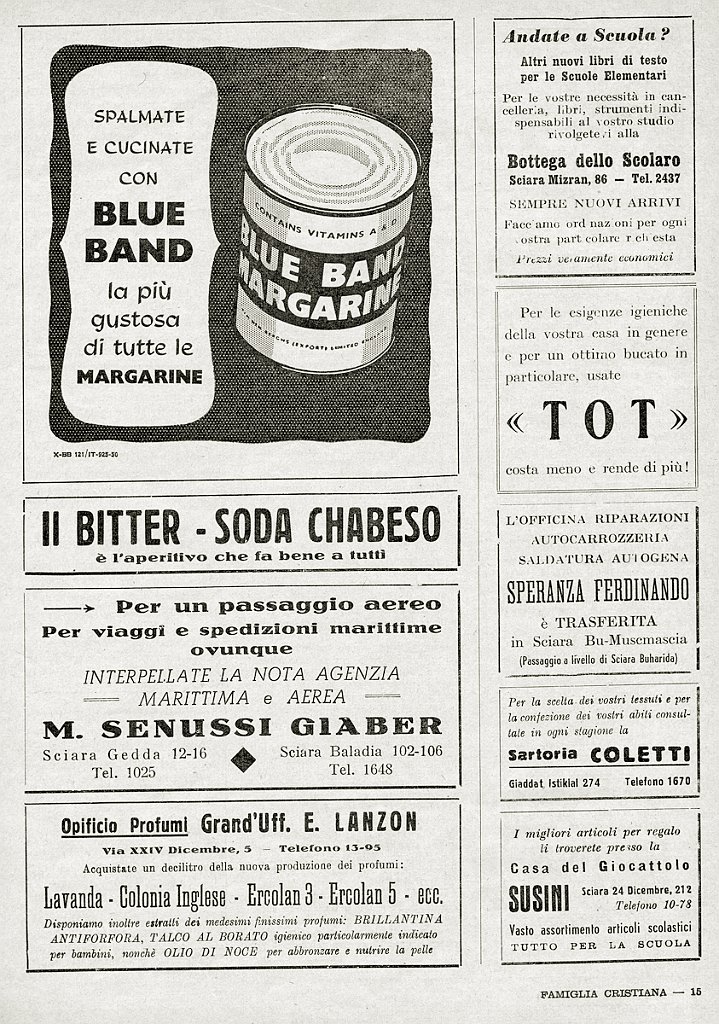 SPALMATE
E CUCINATE
CON
BLUE
BAND
la più
gustosa
di tutte le
MARGARINE
CONTAINS VITAMINS A & D
BLUE BAND
MARGARINE
(EXPORT) LIMITED ENGLAND
X-BB 121/IT-923-50
Il BITTER - SODA CHABESO
è l'aperitivo che fa bene a tutti
Per un passaggio aereo
Per viaggi e spedizioni marittime
ovunque
INTERPELLATE LA NOTA AGENZIA
MARITTIMA e AEREA
M. SENUSSI GIABER
Sciara Gedda 12-16
Tel. 1025
Sciara Baladia 102-106
Tel. 1648
Opificio Profumi Grand'Uff. E. LANZON
Via XXIV Dicembre, 5 — Telefono 13-95
Acquistate un decilitro della nuova produzione dei profumi:
Lavanda - Colonia Inglese - Ercolan 3 - Ercolan 5 - ecc.
Disponiamo inoltre estratti dei medesimi finissimi profumi: BRILLANTINA
ANTIFORFORA, TALCO AL BORATO igienico particolarmente indicato
per bambini, nonchè OLIO DI NOCE per abbronzare e nutrire la pelle
Andate a Scuola ?
Altri nuovi libri di testo
per le Scuole Elementari
Per le vostre necessità in can-
celleria, libri, strumenti indi-
spensabili al vostro studio
rivolgetevi alla
Bottega dello Scolaro
Sciara Mizran, 86 — Tel. 2437
SEMPRE NUOVI ARRIVI
Facciamo ordinazioni per ogni
vostra particolare richiesta
Prezzi veramente economici
Per le esigenze igieniche
della vostra casa in genere
e per un ottimo bucato in
particolare, usate
« TOT »
costa meno e rende di più!
L'OFFICINA RIPARAZIONI
AUTOCARROZZERIA
SALDATURA AUTOGENA
SPERANZA FERDINANDO
è TRASFERITA
in Sciara Bu-Musemascia
(Passaggio a livello di Sciara Buharida)
Per la scelta dei vostri tessuti e per
la confezione dei vostri abiti consul-
tate in ogni stagione la
Sartoria COLETTI
Giaddat Istiklal 274 Telefono 1670
I migliori articoli per regalo
li troverete presso la
Casa del Giocattolo
SUSINI Sciara 24 Dicembre, 212
Telefono 10-78
Vasto assortimento articoli scolastici
TUTTO PER LA SCUOLA
FAMIGLIA CRISTIANA — 15